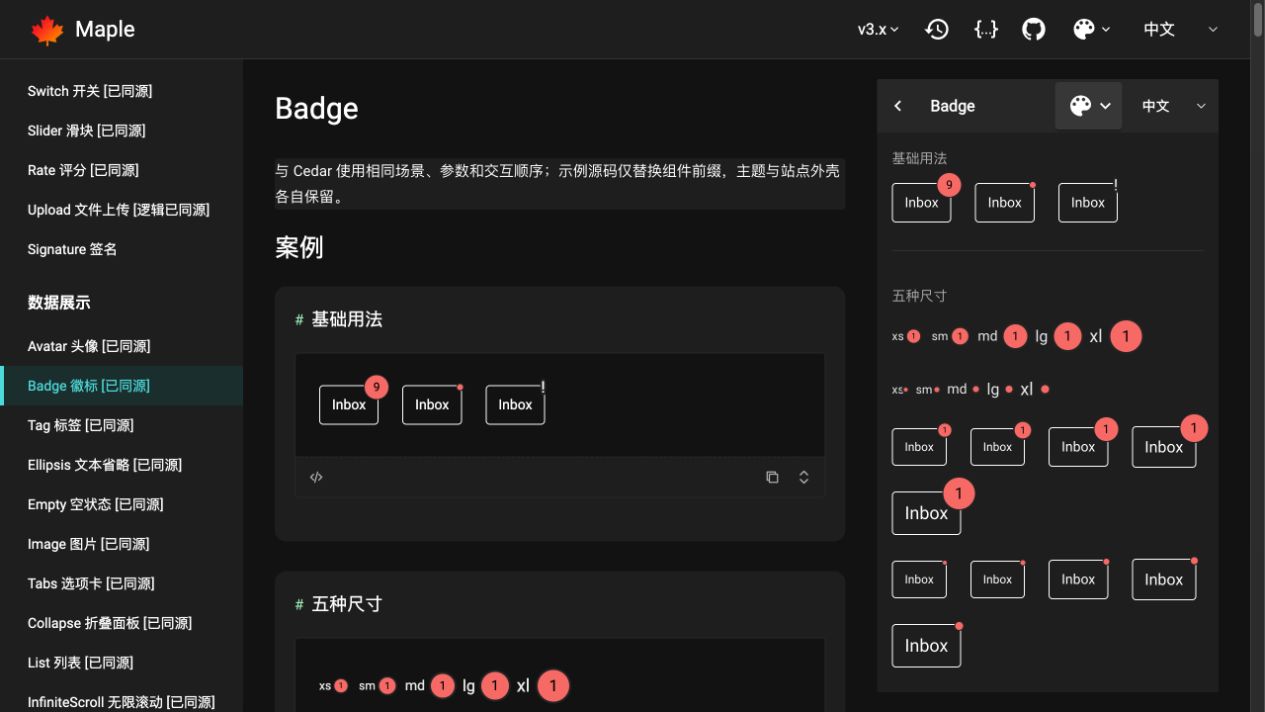 Maple
v3.x
中文
Switch 开关 [已同源]
Slider 滑块 [已同源]
Rate 评分 [已同源]
Upload 文件上传 [逻辑已同源]
Signature 签名
数据展示
Avatar 头像 [已同源]
Badge 徽标 [已同源]
Tag 标签 [已同源]
Ellipsis 文本省略 [已同源]
Empty 空状态 [已同源]
Image 图片 [已同源]
Tabs 选项卡 [已同源]
Collapse 折叠面板 [已同源]
List 列表 [已同源]
InfiniteScroll 无限滚动 [已同源]
Badge
与 Cedar 使用相同场景、参数和交互顺序；示例源码仅替换组件前缀，主题与站点外壳
各自保留。
案例
# 基础用法
Inbox 9 Inbox Inbox !
# 五种尺寸
xs 1 sm 1 md 1 lg 1 xl 1
Badge
中文
基础用法
Inbox 9 Inbox Inbox !
五种尺寸
xs 1 sm 1 md 1 lg 1 xl 1
xs sm md lg xl
Inbox 1 Inbox 1 Inbox 1 Inbox 1
Inbox 1
Inbox Inbox Inbox Inbox
Inbox